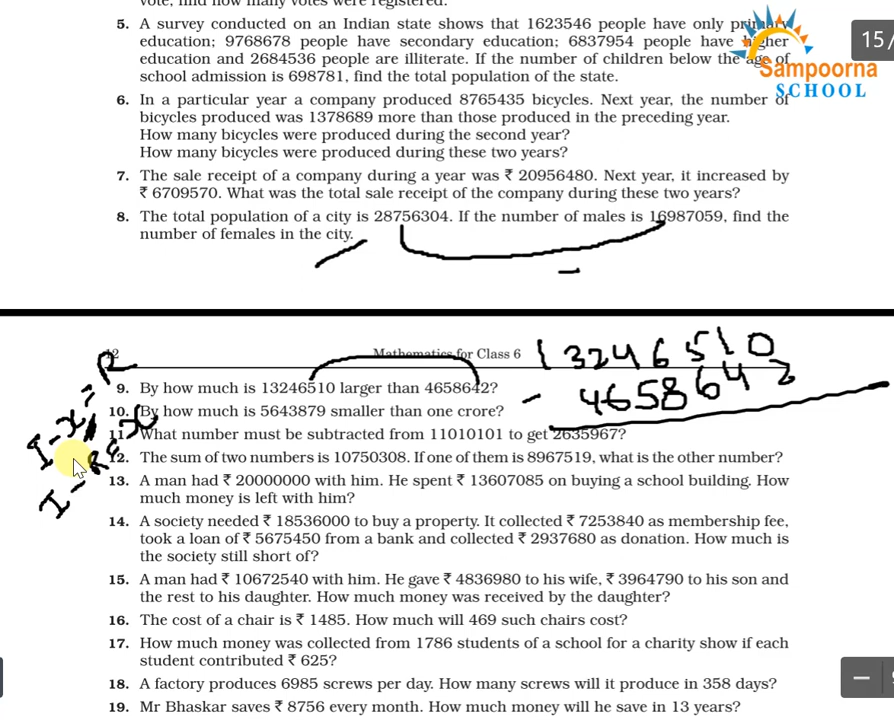 vote, find how many votes were registered.
5. A survey conducted on an Indian state shows that 1623546 people have only primary
education; 9768678 people have secondary education; 6837954 people have higher
education and 2684536 people are illiterate. If the number of children below the age of
school admission is 698781, find the total population of the state.
15/
Sampoorna
SCHOOL
6. In a particular year a company produced 8765435 bicycles. Next year, the number of
bicycles produced was 1378689 more than those produced in the preceding year.
How many bicycles were produced during the second year?
How many bicycles were produced during these two years?
7. The sale receipt of a company during a year was ₹ 20956480. Next year, it increased by
₹ 6709570. What was the total sale receipt of the company during these two years?
8. The total population of a city is 28756304. If the number of males is 16987059, find the
number of females in the city.
12
Mathematics for Class 6
13246510
- 4658642
9. By how much is 13246510 larger than 4658642?
10. By how much is 5643879 smaller than one crore?
11. What number must be subtracted from 11010101 to get 2635967?
I - x = R
I - R = x
12. The sum of two numbers is 10750308. If one of them is 8967519, what is the other number?
13. A man had ₹ 20000000 with him. He spent ₹ 13607085 on buying a school building. How
much money is left with him?
14. A society needed ₹ 18536000 to buy a property. It collected ₹ 7253840 as membership fee,
took a loan of ₹ 5675450 from a bank and collected ₹ 2937680 as donation. How much is
the society still short of?
15. A man had ₹ 10672540 with him. He gave ₹ 4836980 to his wife, ₹ 3964790 to his son and
the rest to his daughter. How much money was received by the daughter?
16. The cost of a chair is ₹ 1485. How much will 469 such chairs cost?
17. How much money was collected from 1786 students of a school for a charity show if each
student contributed ₹ 625?
18. A factory produces 6985 screws per day. How many screws will it produce in 358 days?
19. Mr Bhaskar saves ₹ 8756 every month. How much money will he save in 13 years?